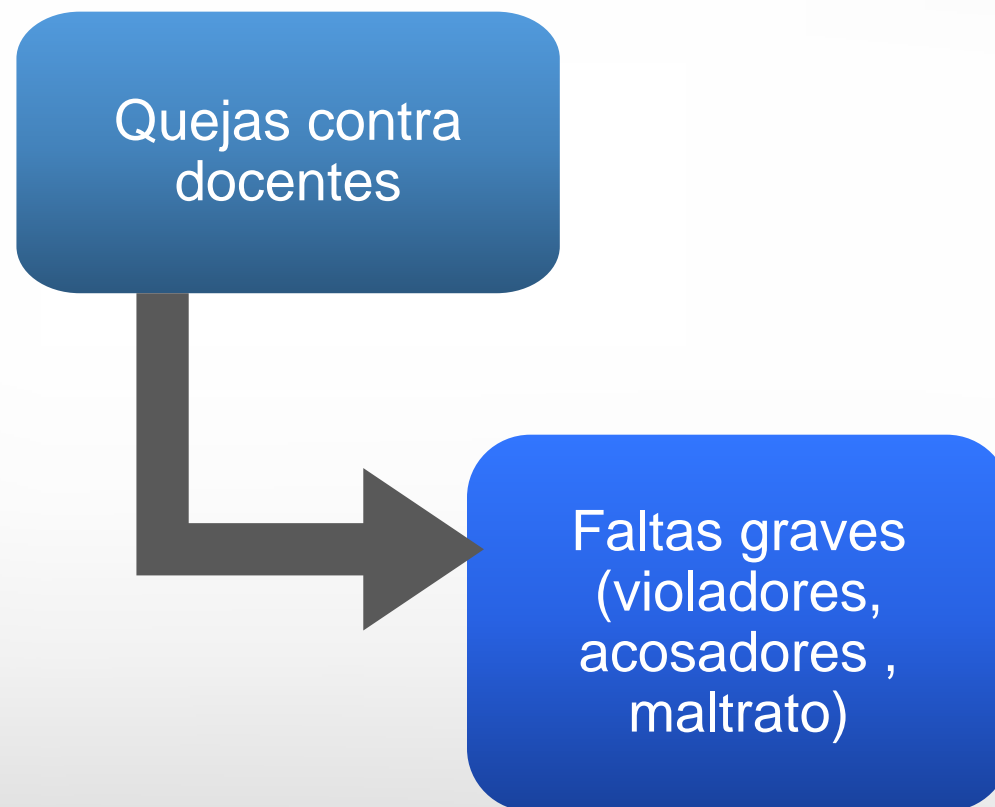 Quejas contra
docentes
Faltas graves
(violadores,
acosadores ,
maltrato)